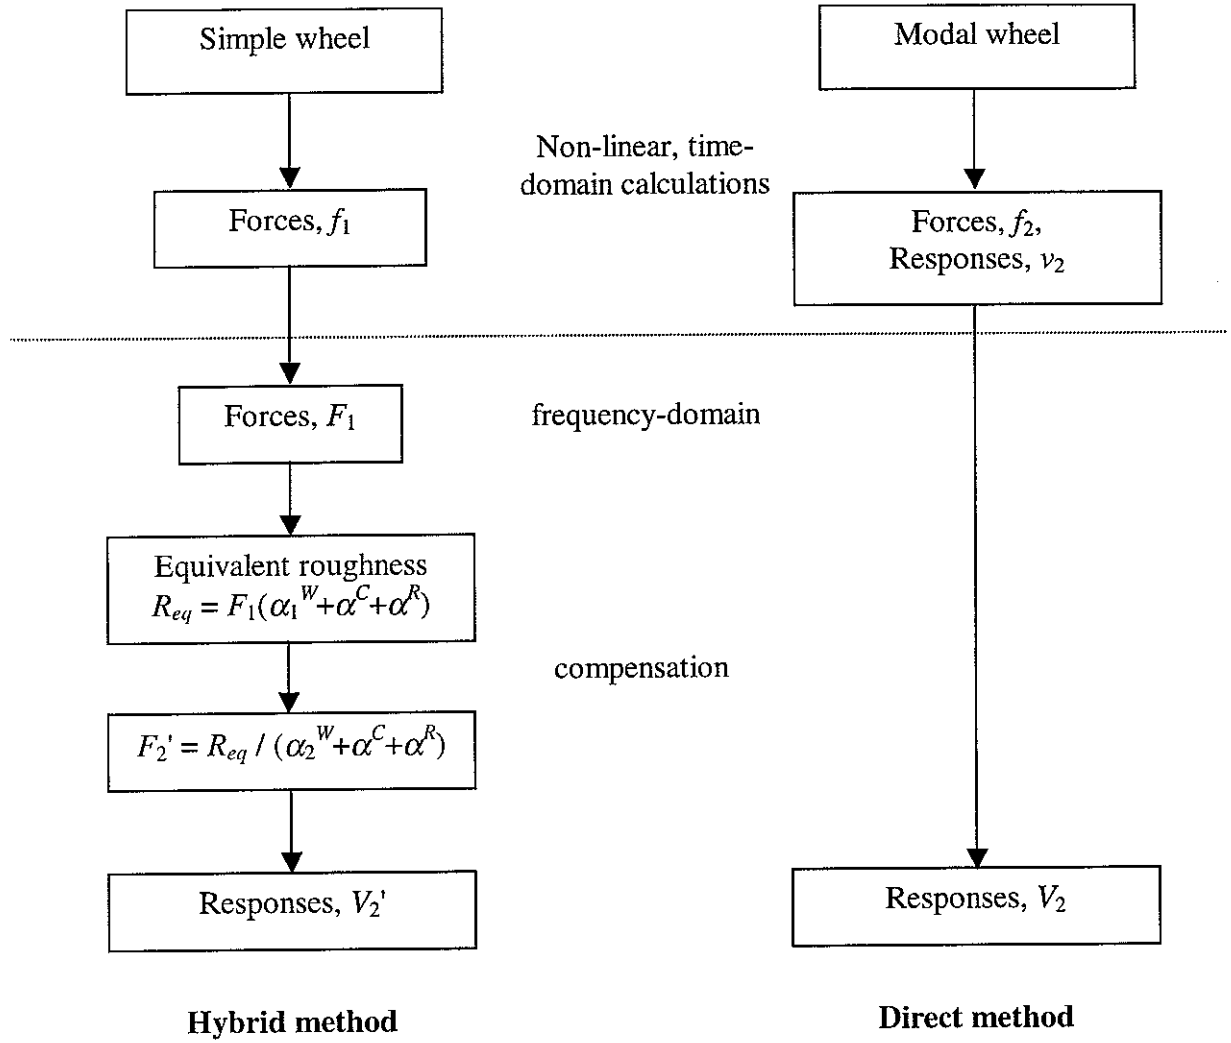 Simple wheel
Modal wheel
Non-linear, time-
domain calculations
Forces, f₁
Forces, f₂,
Responses, v₂
Forces, F₁
frequency-domain
Equivalent roughness
R_eq = F₁(α₁ᵂ+αᶜ+αᴿ)
compensation
F₂' = R_eq / (α₂ᵂ+αᶜ+αᴿ)
Responses, V₂'
Responses, V₂
Hybrid method
Direct method